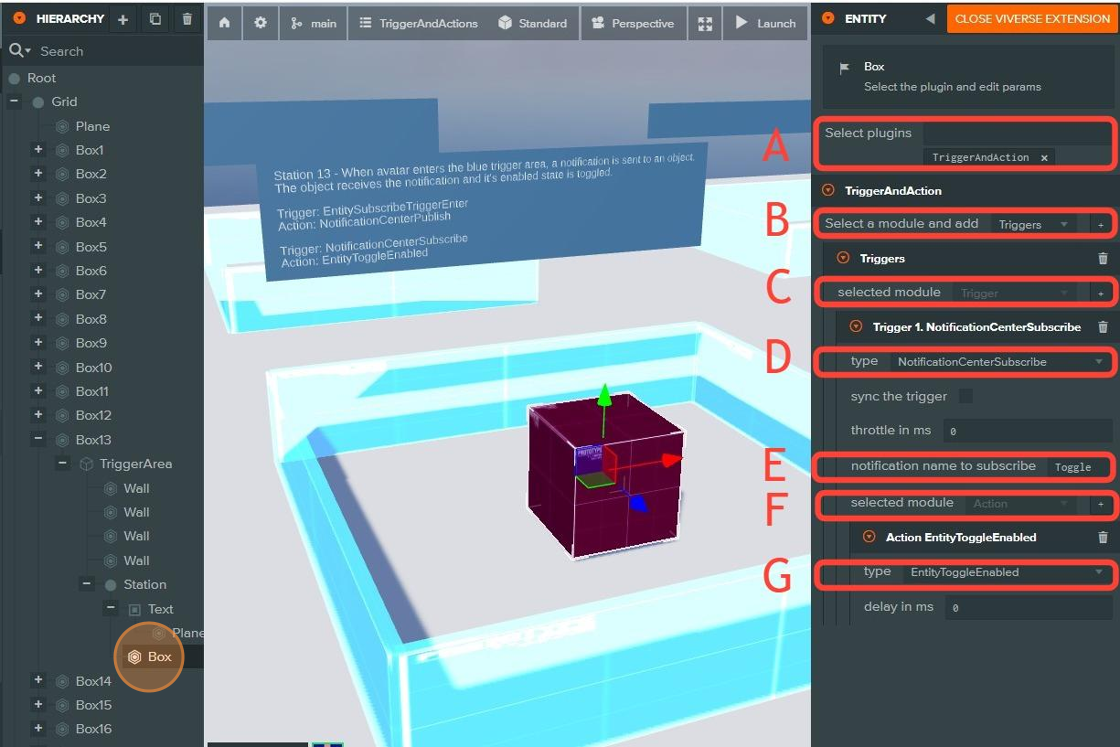 HIERARCHY
Search
Root
Grid
Plane
Box1
Box2
Box3
Box4
Box5
Box6
Box7
Box8
Box9
Box10
Box11
Box12
Box13
TriggerArea
Wall
Wall
Wall
Wall
Station
Text
Plane
Box
Box14
Box15
Box16
main
TriggerAndActions
Standard
Perspective
Launch
Station 13 - When avatar enters the blue trigger area, a notification is sent to an object.
The object receives the notification and it's enabled state is toggled.
Trigger: EntitySubscribeTriggerEnter
Action: NotificationCenterPublish
Trigger: NotificationCenterSubscribe
Action: EntityToggleEnabled
PROTOTYPE
A
B
C
D
E
F
G
ENTITY
CLOSE VIVERSE EXTENSION
Box
Select the plugin and edit params
Select plugins
TriggerAndAction x
TriggerAndAction
Select a module and add Triggers +
Triggers
selected module Trigger +
Trigger 1. NotificationCenterSubscribe
type NotificationCenterSubscribe
sync the trigger
throttle in ms 0
notification name to subscribe Toggle
selected module Action +
Action EntityToggleEnabled
type EntityToggleEnabled
delay in ms 0